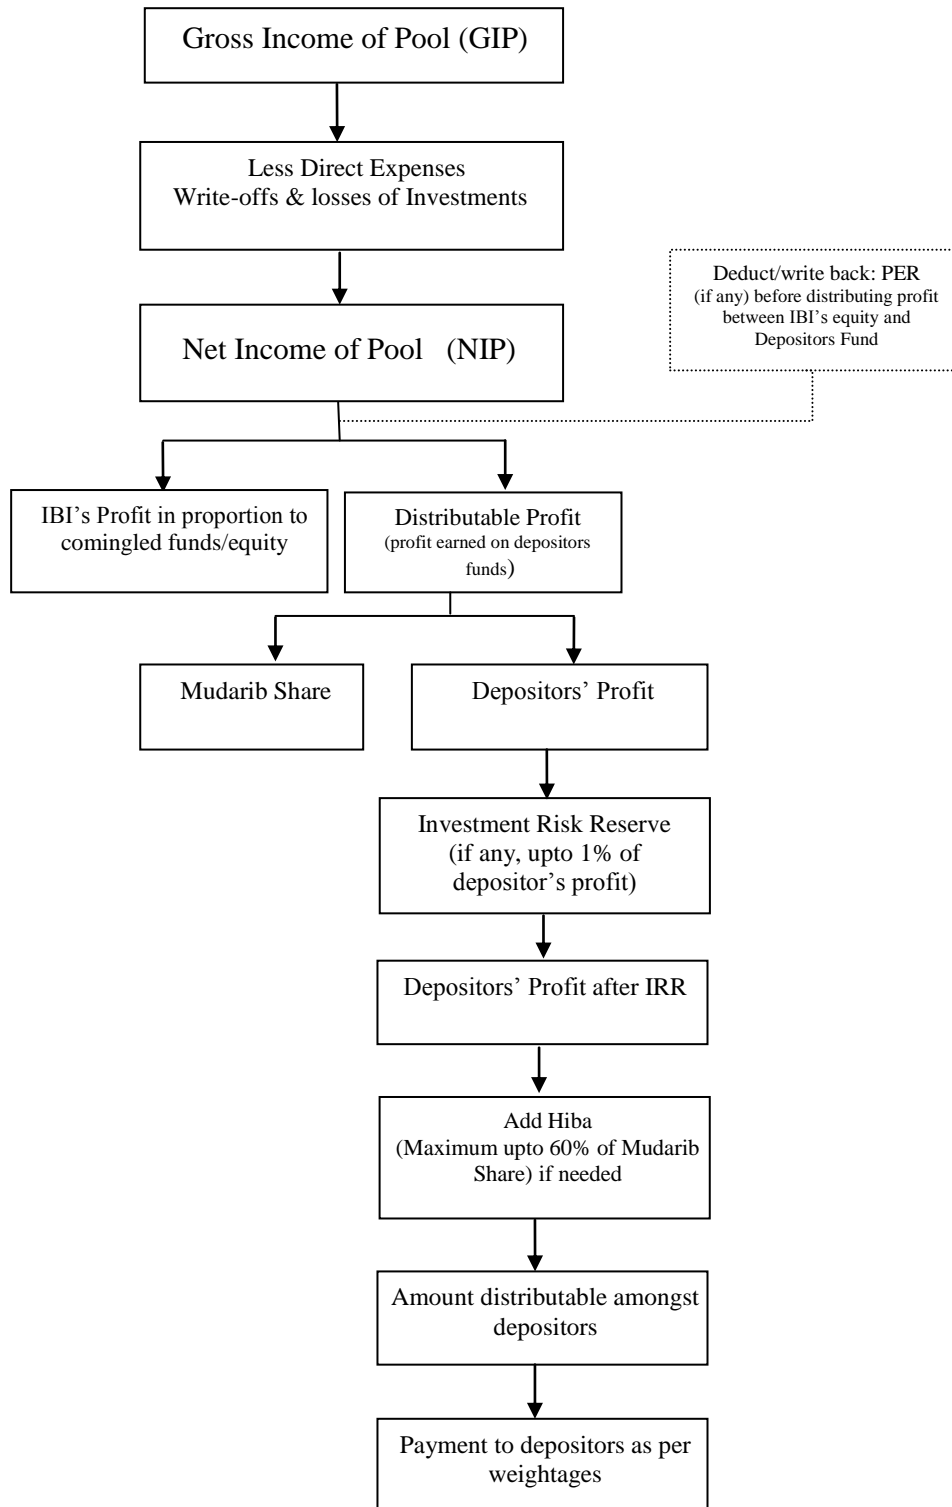 Gross Income of Pool (GIP)
Less Direct Expenses
Write-offs & losses of Investments
Deduct/write back: PER
(if any) before distributing profit
between IBI's equity and
Depositors Fund
Net Income of Pool (NIP)
IBI's Profit in proportion to
comingled funds/equity
Distributable Profit
(profit earned on depositors
funds)
Mudarib Share
Depositors' Profit
Investment Risk Reserve
(if any, upto 1% of
depositor's profit)
Depositors' Profit after IRR
Add Hiba
(Maximum upto 60% of Mudarib
Share) if needed
Amount distributable amongst
depositors
Payment to depositors as per
weightages